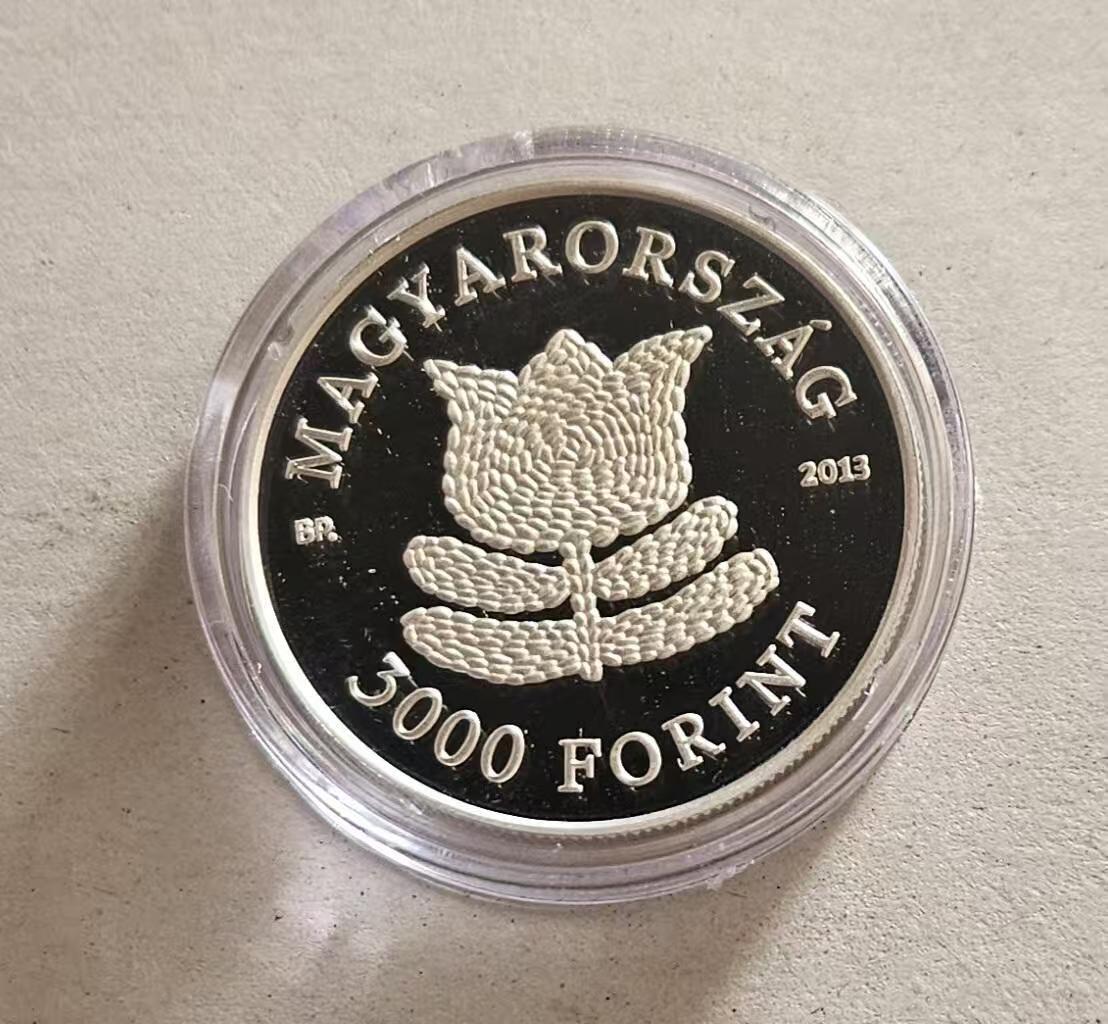 MAGYARORSZÁG
2013
BP.
3000 FORINT